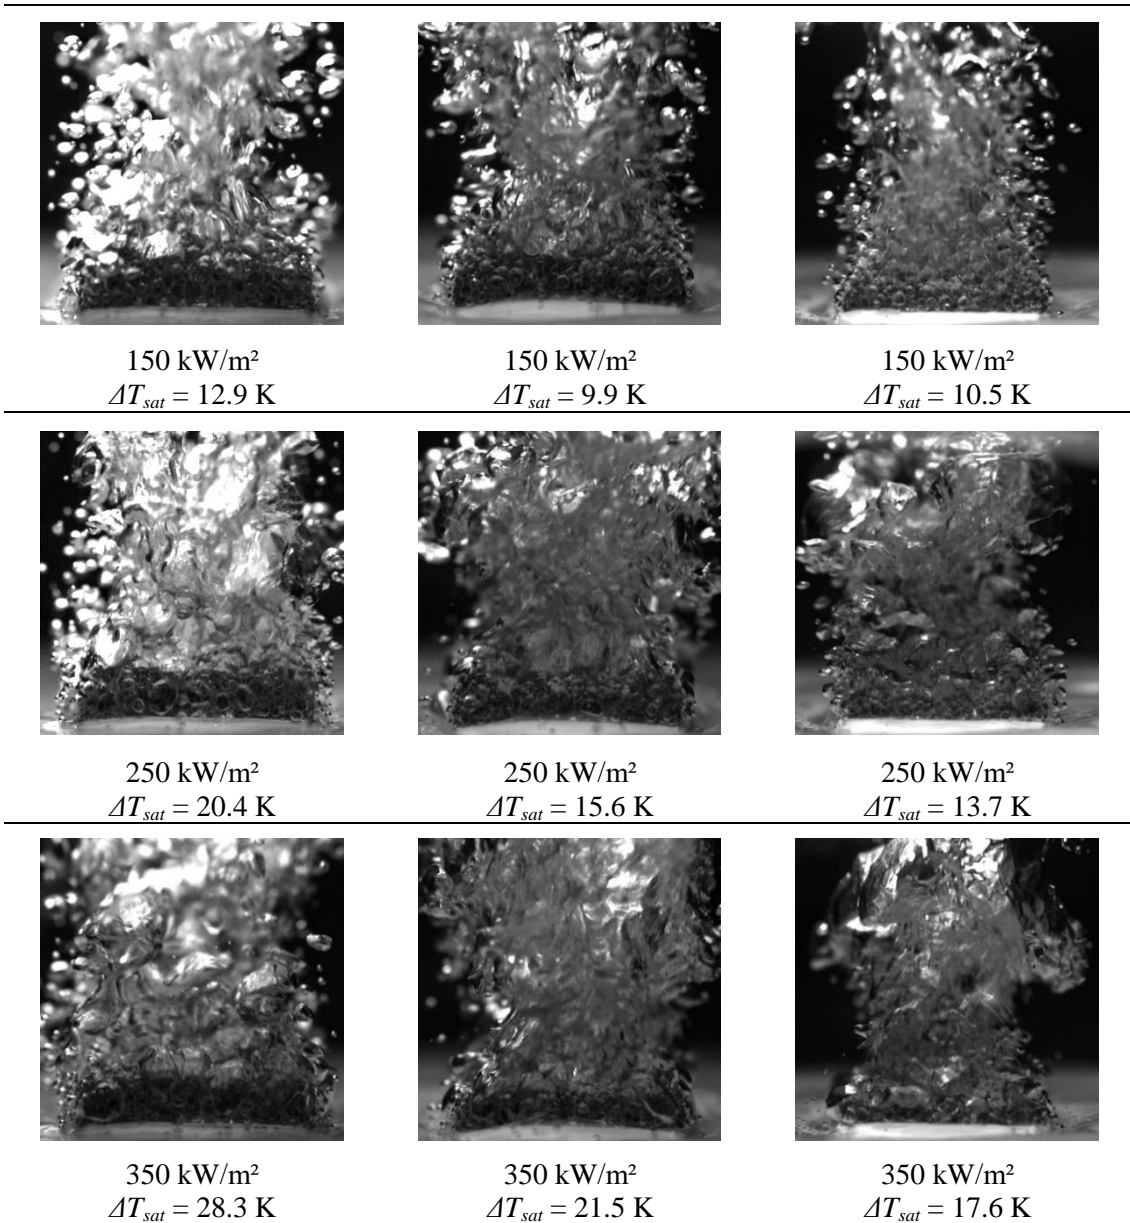 150 kW/m²
150 kW/m²
150 kW/m²
ΔTsat = 12.9 K
ΔTsat = 9.9 K
ΔTsat = 10.5 K
250 kW/m²
250 kW/m²
250 kW/m²
ΔTsat = 20.4 K
ΔTsat = 15.6 K
ΔTsat = 13.7 K
350 kW/m²
350 kW/m²
350 kW/m²
ΔTsat = 28.3 K
ΔTsat = 21.5 K
ΔTsat = 17.6 K